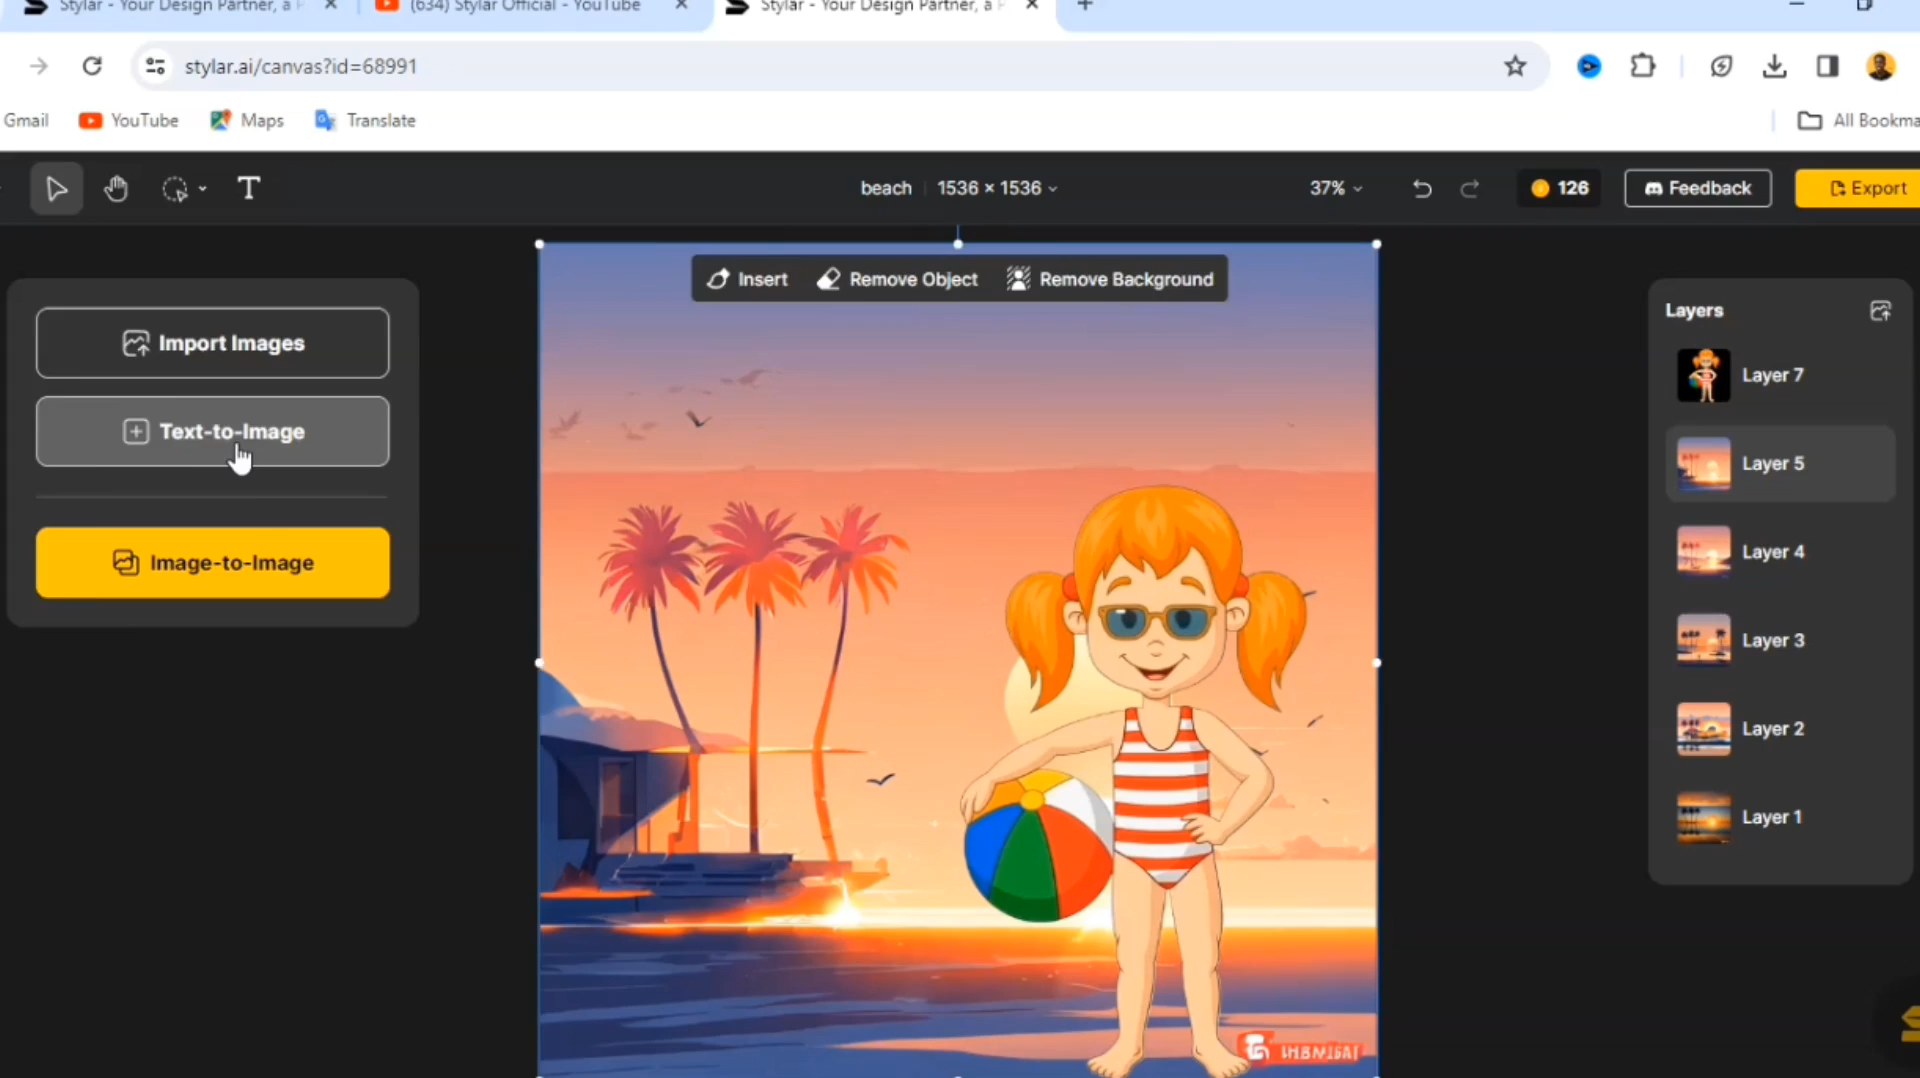 Stylar - Your Design Partner, a
(634) Stylar Official - YouTube
Stylar - Your Design Partner, a
stylar.ai/canvas?id=68991
Gmail
YouTube
Maps
Translate
All Bookma
T
beach
1536 × 1536
37%
126
Feedback
Export
Insert
Remove Object
Remove Background
Import Images
Text-to-Image
Image-to-Image
Layers
Layer 7
Layer 5
Layer 4
Layer 3
Layer 2
Layer 1